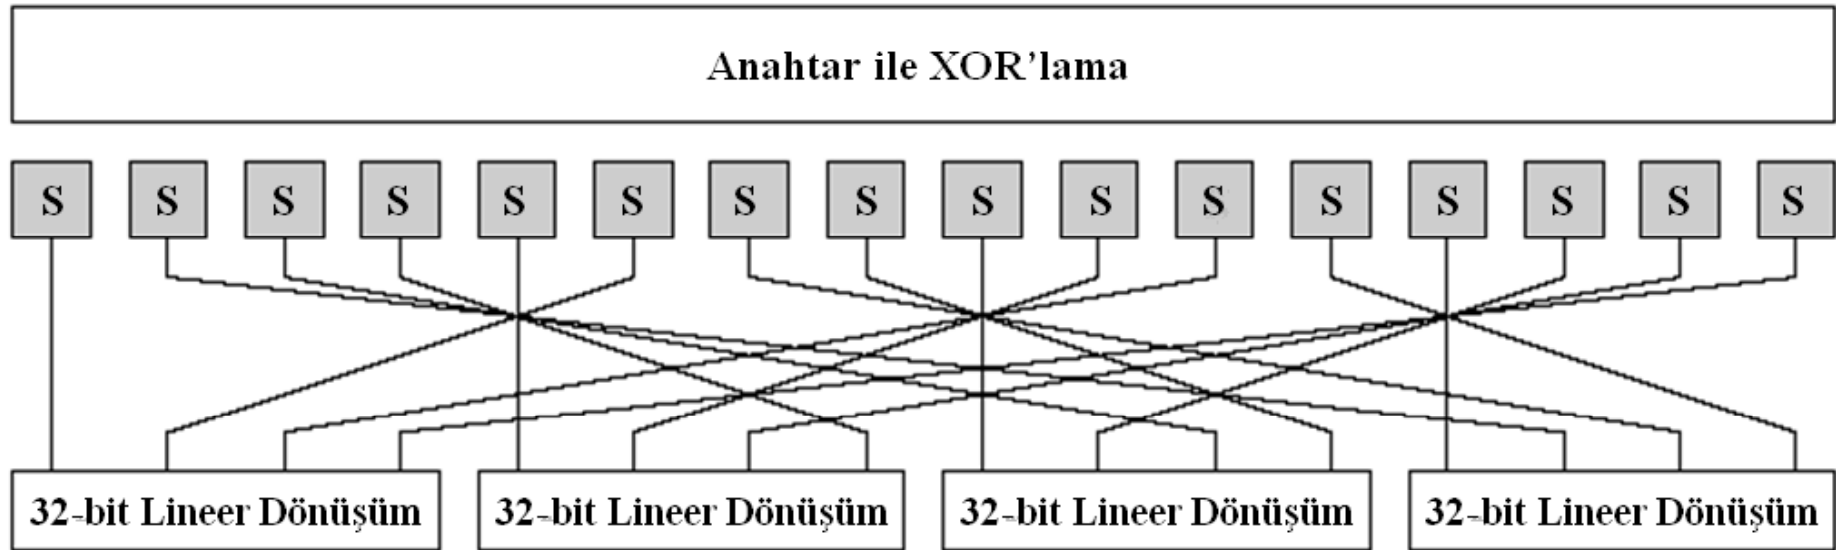 Anahtar ile XOR'lama
S S S S S S S S S S S S S S S S
32-bit Lineer Dönüşüm 32-bit Lineer Dönüşüm 32-bit Lineer Dönüşüm 32-bit Lineer Dönüşüm